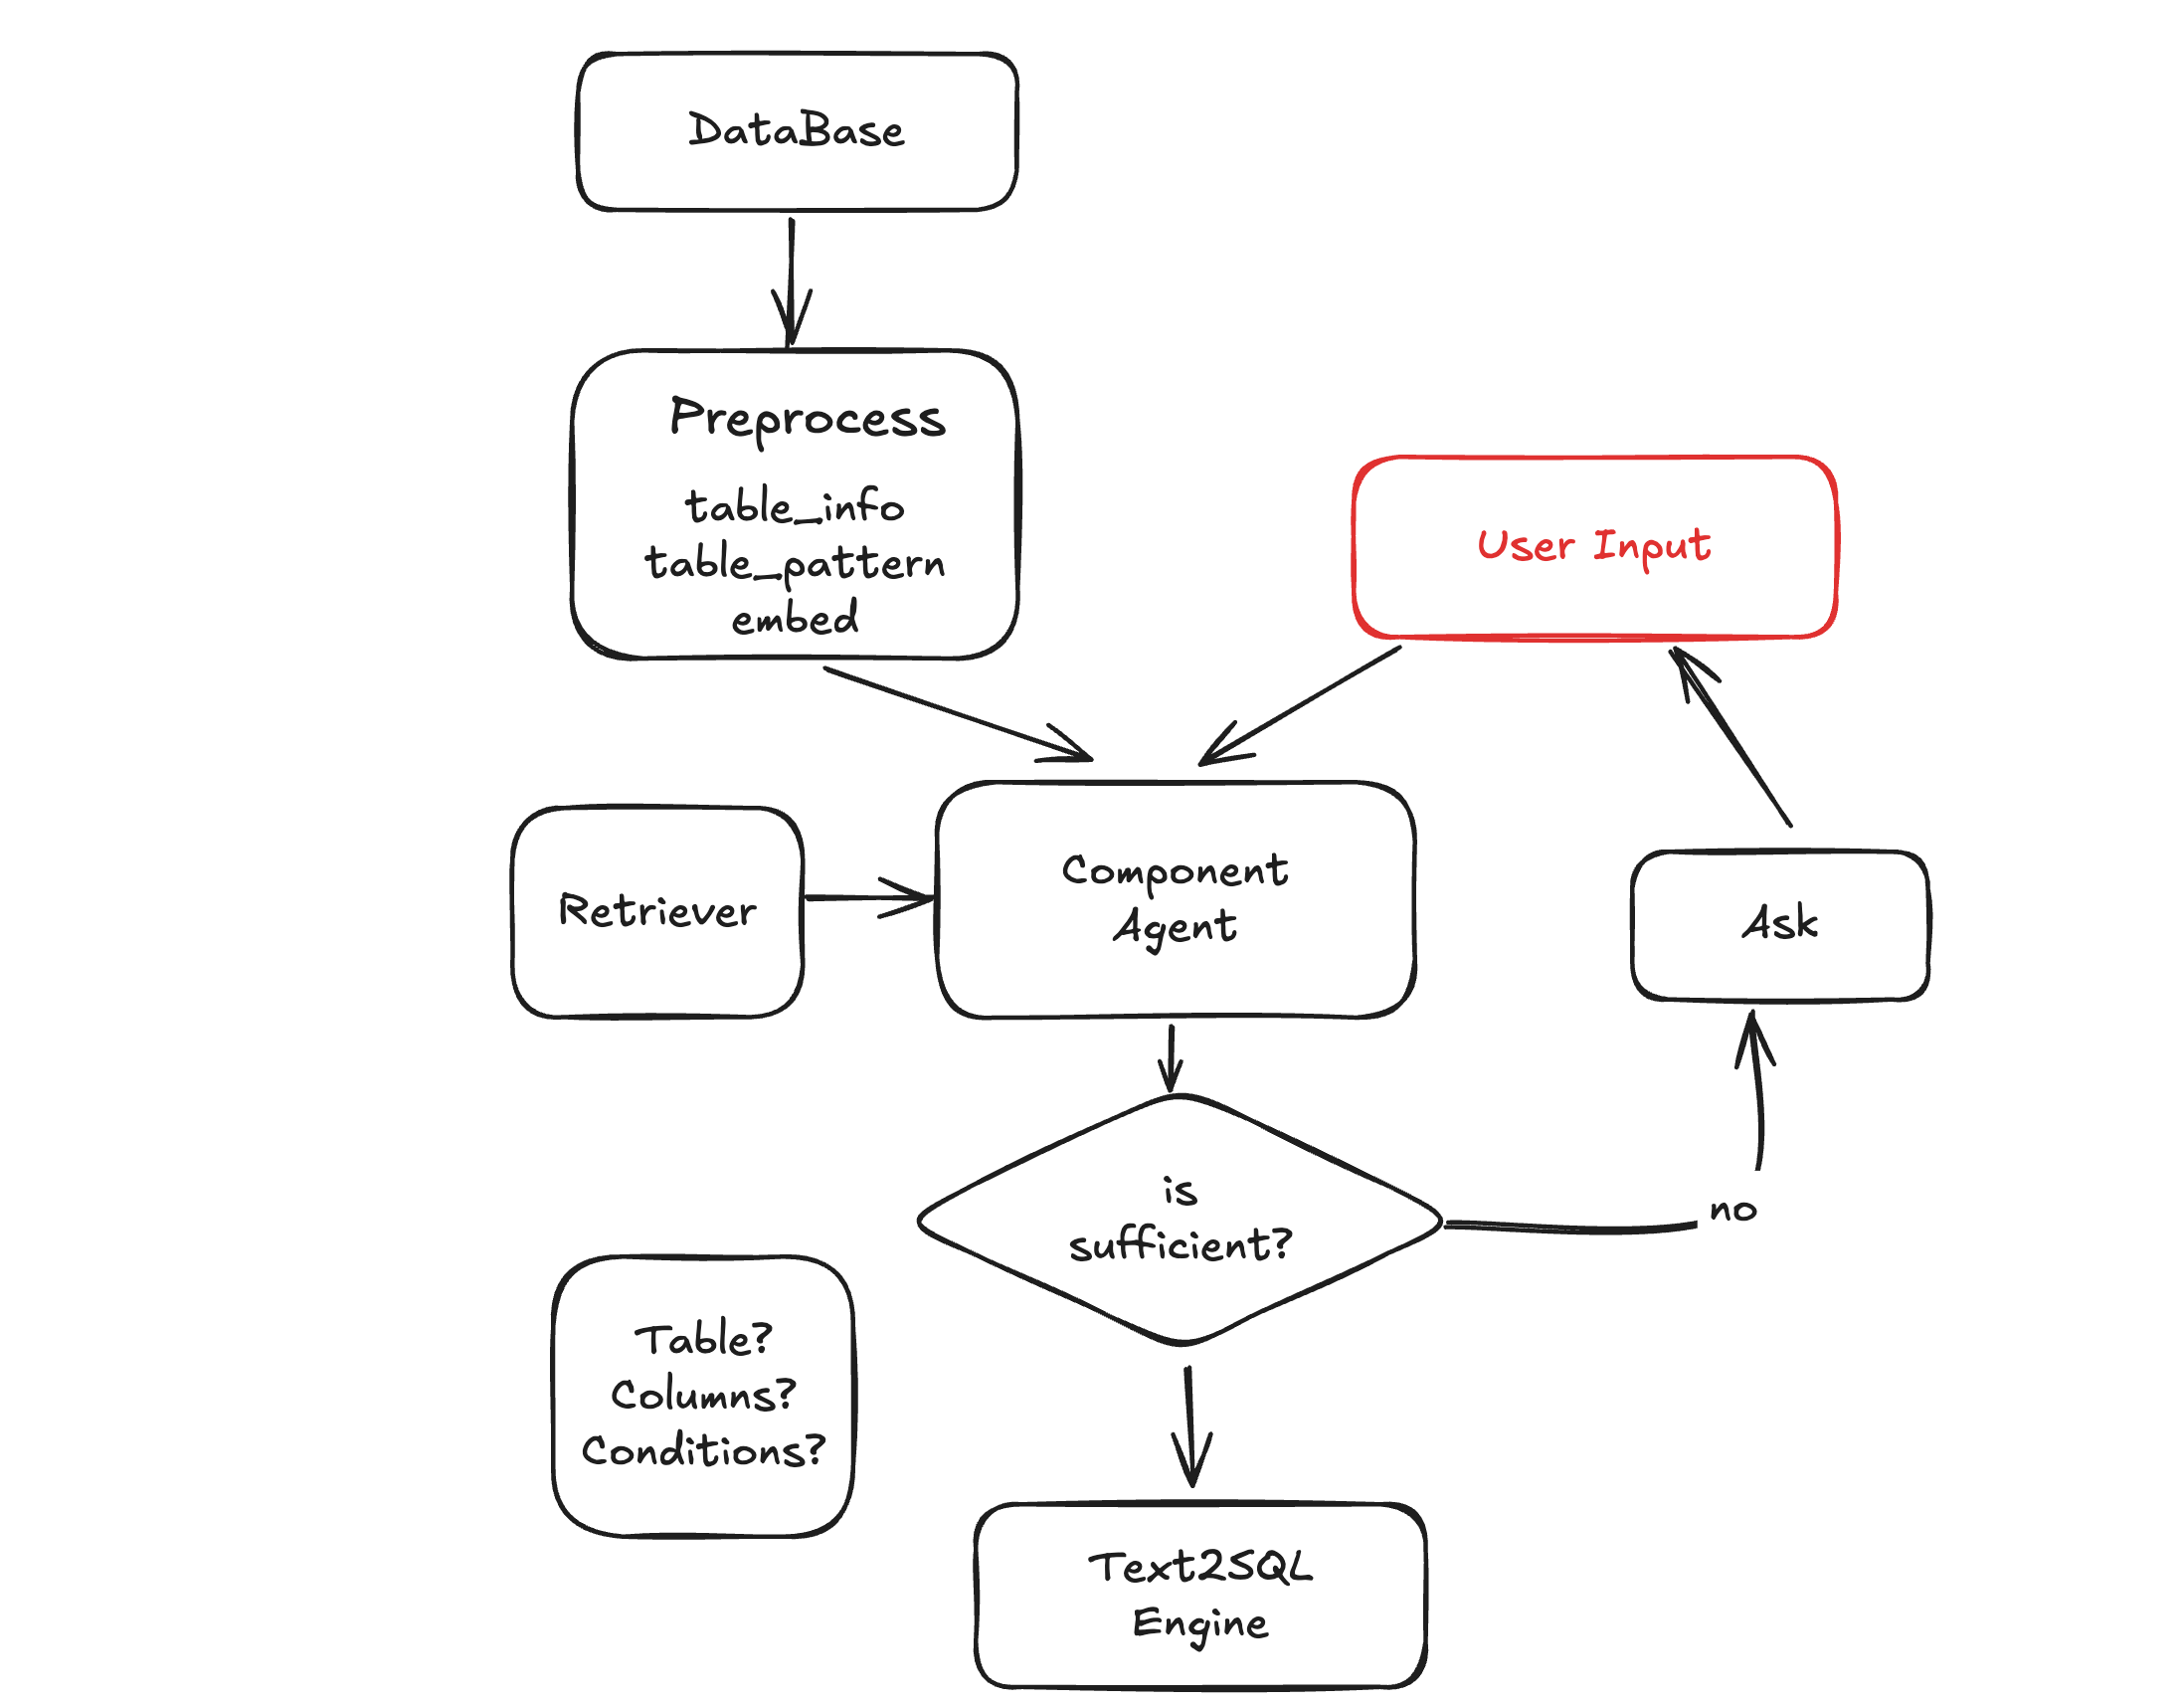 DataBase
Preprocess
table_info
table_pattern
embed
User Input
Component
Agent
Retriever
Ask
is
sufficient?
no
Table?
Columns?
Conditions?
Text2SQL
Engine